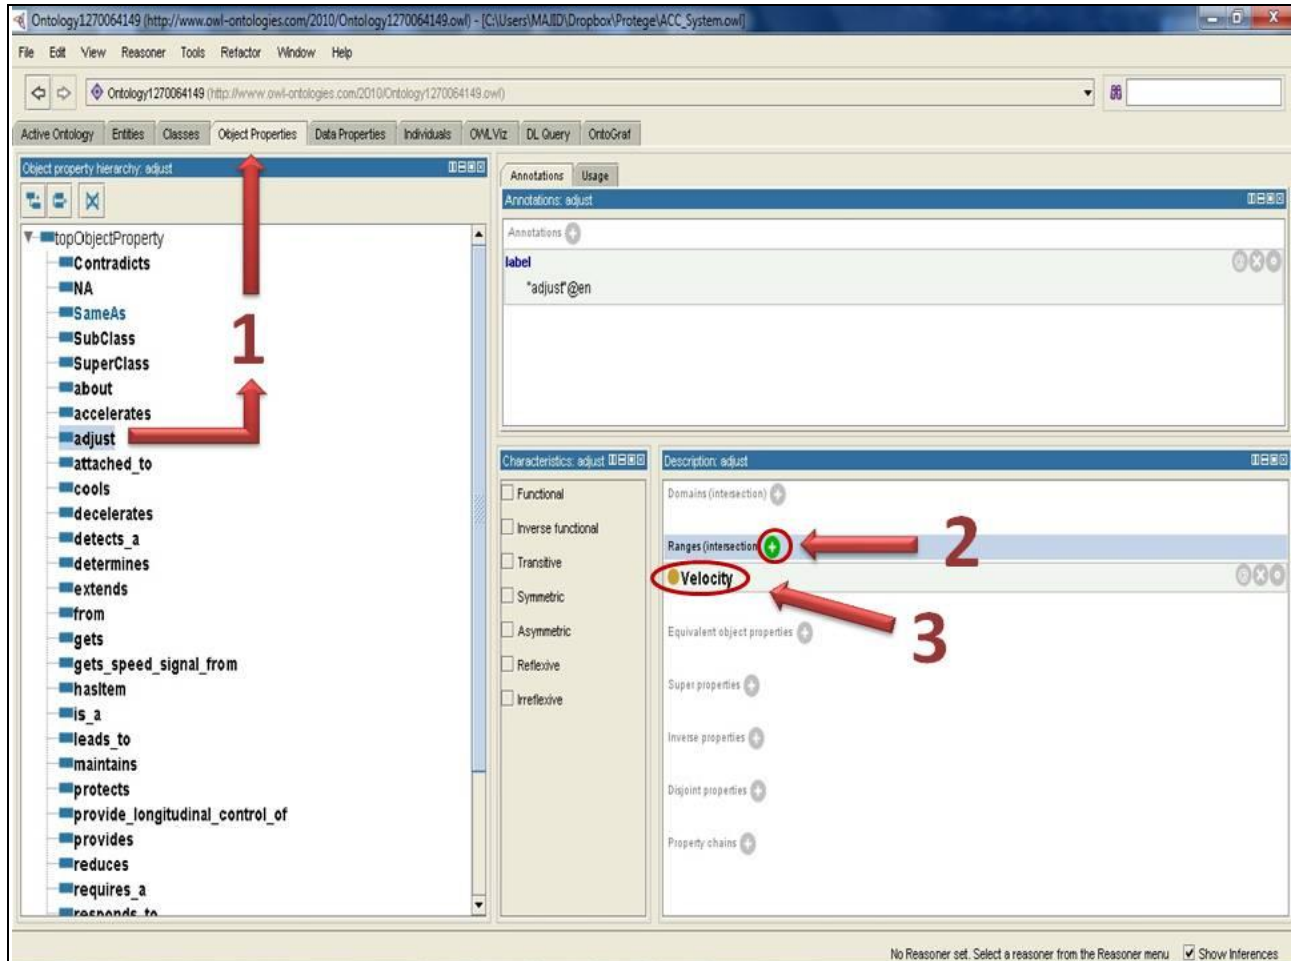 Ontology1270064149 (http://www.owl-ontologies.com/2010/Ontology1270064149.owl) - [C:\Users\MAJID\Dropbox\Protege\ACC_System.owl]
File Edit View Reasoner Tools Refactor Window Help
Ontology1270064149 (http://www.owl-ontologies.com/2010/Ontology1270064149.owl)
Active Ontology Entities Classes Object Properties Data Properties Individuals OWLViz DL Query OntoGraf
Object property hierarchy: adjust
topObjectProperty
Contradicts
NA
SameAs
SubClass
SuperClass
about
accelerates
adjust
attached_to
cools
decelerates
detects_a
determines
extends
from
gets
gets_speed_signal_from
hasItem
is_a
leads_to
maintains
protects
provide_longitudinal_control_of
provides
reduces
requires_a
responds_to
1
Annotations Usage
Annotations: adjust
Annotations
label
"adjust"@en
Characteristics: adjust
Functional
Inverse functional
Transitive
Symmetric
Asymmetric
Reflexive
Irreflexive
Description: adjust
Domains (intersection)
Ranges (intersection
2
Velocity
3
Equivalent object properties
Super properties
Inverse properties
Disjoint properties
Property chains
No Reasoner set. Select a reasoner from the Reasoner menu Show Inferences